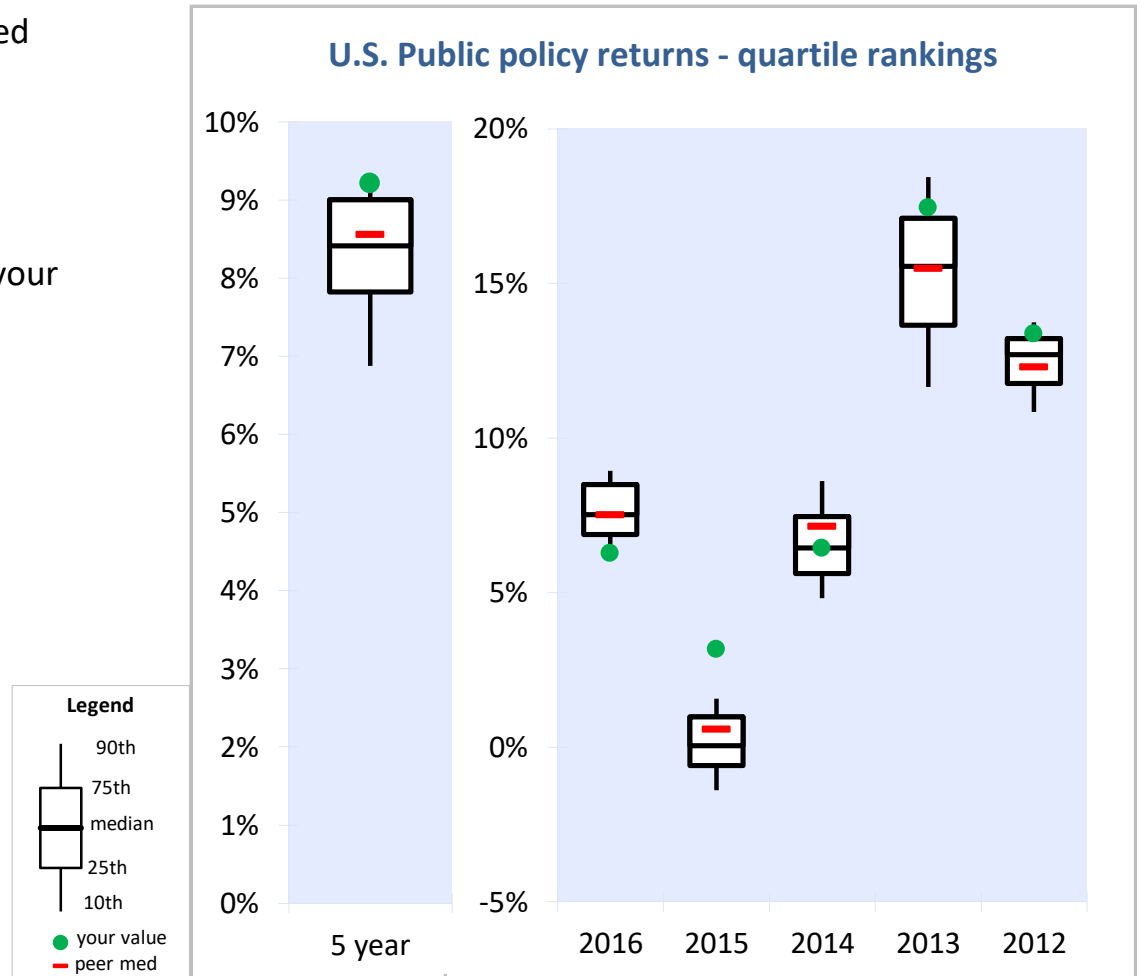 ed
your
U.S. Public policy returns - quartile rankings
10%
9%
8%
7%
6%
5%
4%
3%
2%
1%
0%
5 year
20%
15%
10%
5%
0%
-5%
2016 2015 2014 2013 2012
Legend
90th
75th
median
25th
10th
your value
peer med